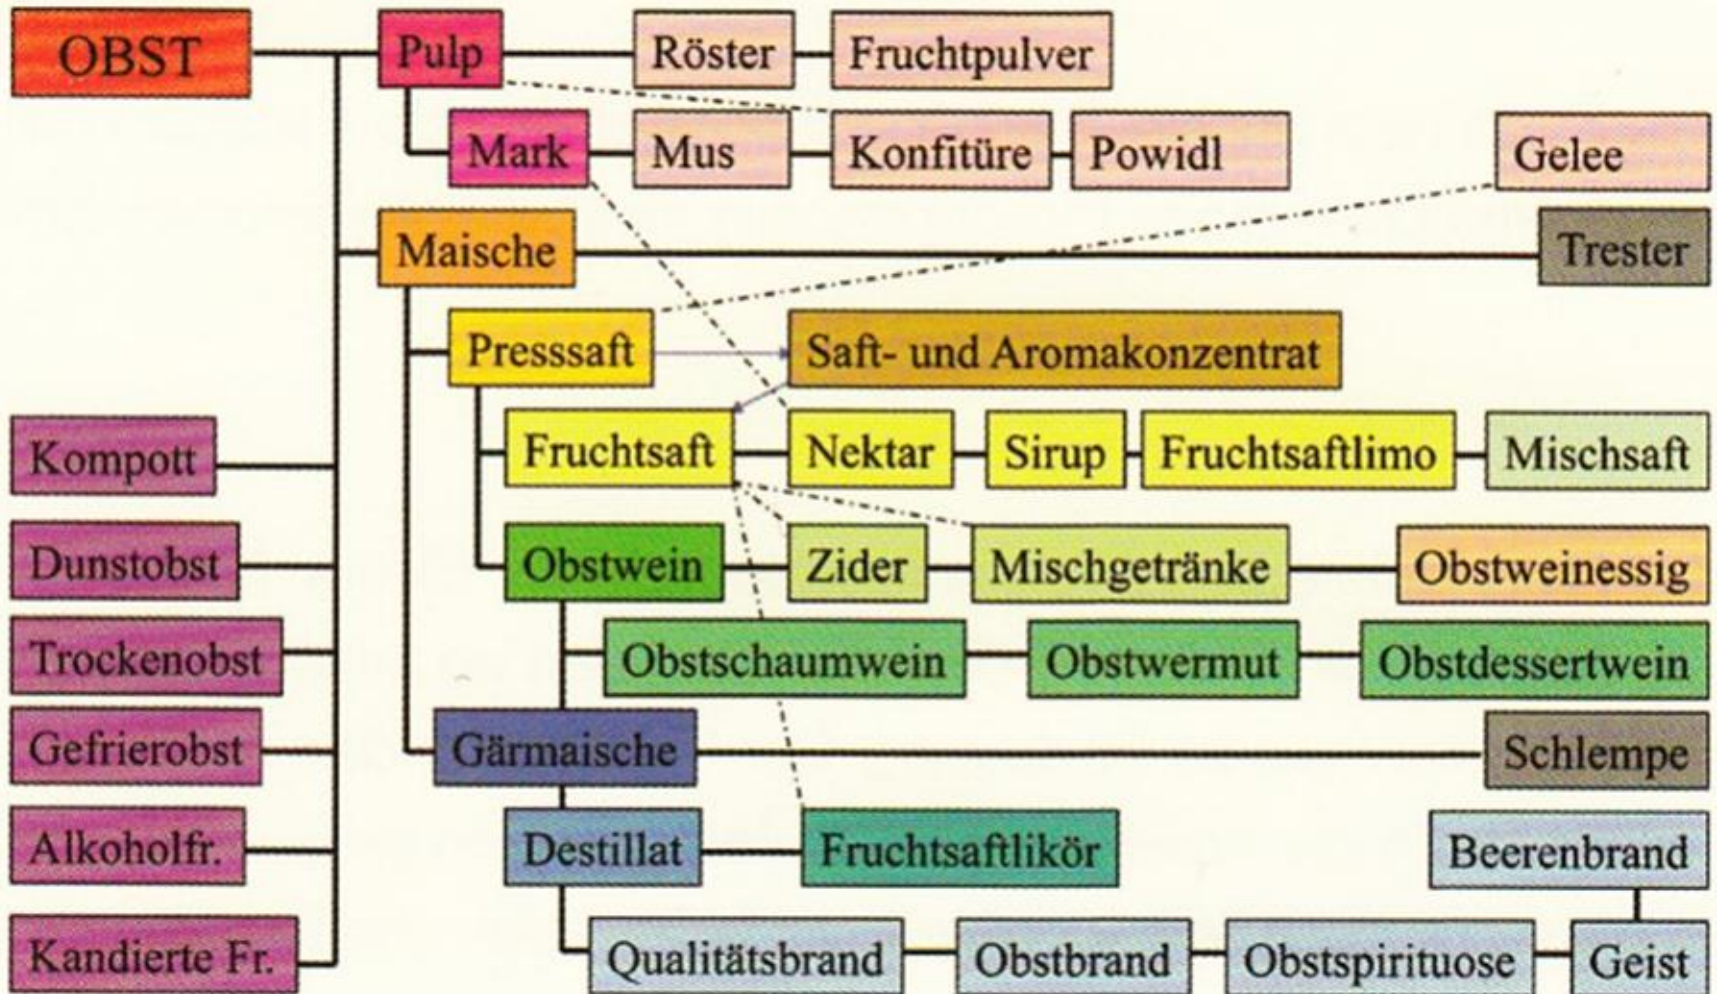 OBST Pulp Röster Fruchtpulver
Mark Mus Konfitüre Powidl Gelee
Maische Trester
Presssaft Saft- und Aromakonzentrat
Kompott Fruchtsaft Nektar Sirup Fruchtsaftlimo Mischsaft
Dunstobst Obstwein Zider Mischgetränke Obstweinessig
Trockenobst Obstschaumwein Obstwermut Obstdessertwein
Gefrierobst Gärmaische Schlempe
Alkoholfr. Destillat Fruchtsaftlikör Beerenbrand
Kandierte Fr. Qualitätsbrand Obstbrand Obstspirituose Geist